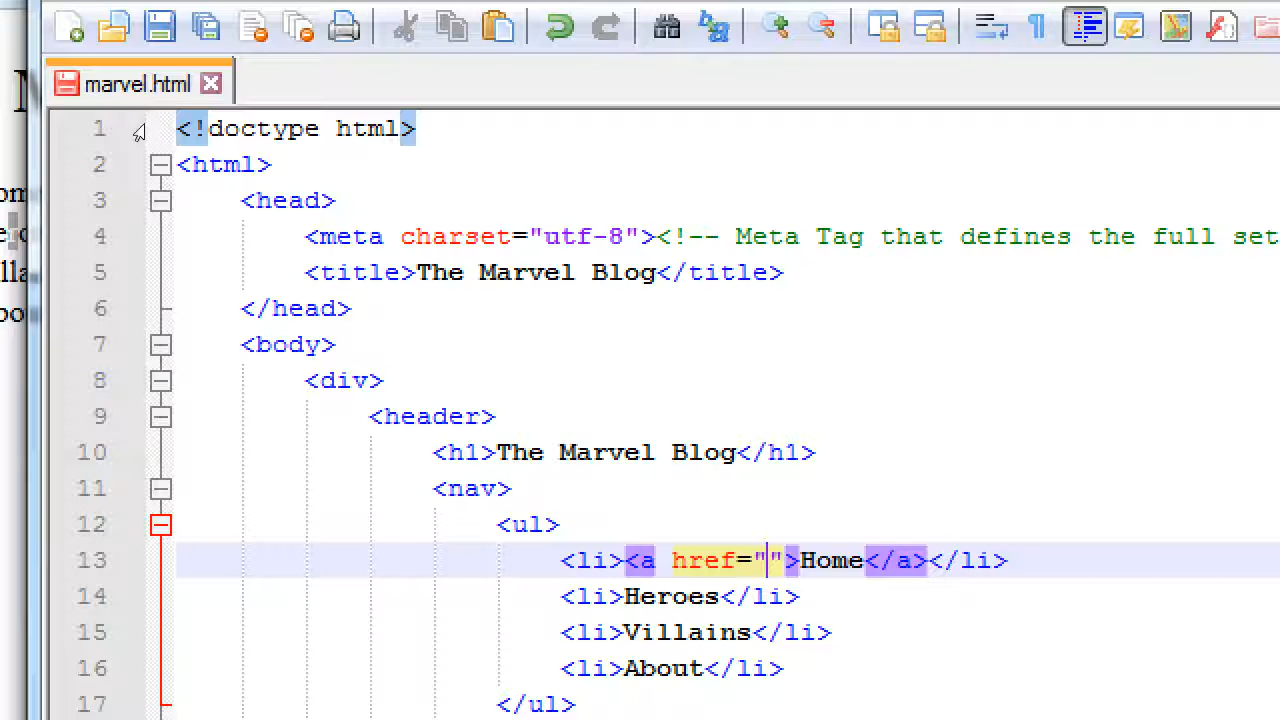 marvel.html
1 <!doctype html>
2 <html>
3 <head>
4 <meta charset="utf-8"><!-- Meta Tag that defines the full set
5 <title>The Marvel Blog</title>
6 </head>
7 <body>
8 <div>
9 <header>
10 <h1>The Marvel Blog</h1>
11 <nav>
12 <ul>
13 <li><a href="">Home</a></li>
14 <li>Heroes</li>
15 <li>Villains</li>
16 <li>About</li>
17 </ul>